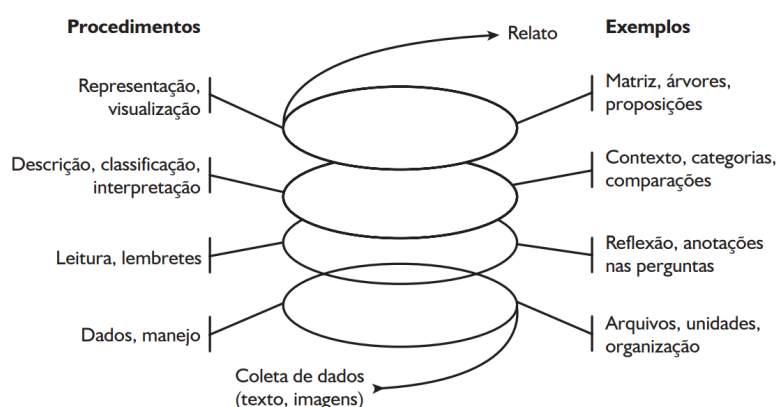 Procedimentos
Relato
Exemplos
Representação,
visualização
Matriz, árvores,
proposições
Descrição, classificação,
interpretação
Contexto, categorias,
comparações
Leitura, lembretes
Reflexão, anotações
nas perguntas
Dados, manejo
Arquivos, unidades,
organização
Coleta de dados
(texto, imagens)